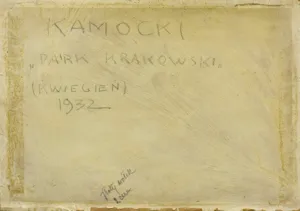 KAMOCKI
„PARK KRAKOWSKI"
(KWIECIEŃ)
1932